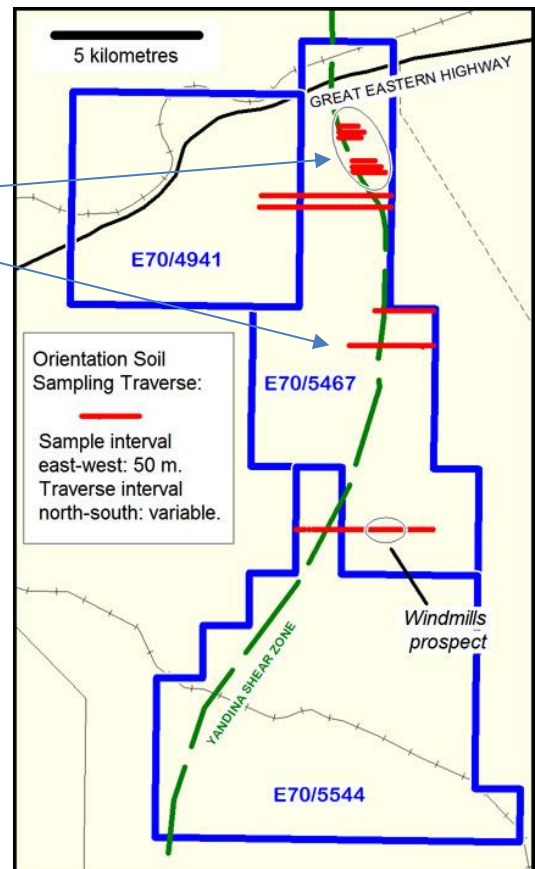 5 kilometres
GREAT EASTERN HIGHWAY
E70/4941
Orientation Soil
Sampling Traverse:
Sample interval
east-west: 50 m.
Traverse interval
north-south: variable.
E70/5467
Windmills
prospect
YANDINA SHEAR ZONE
E70/5544